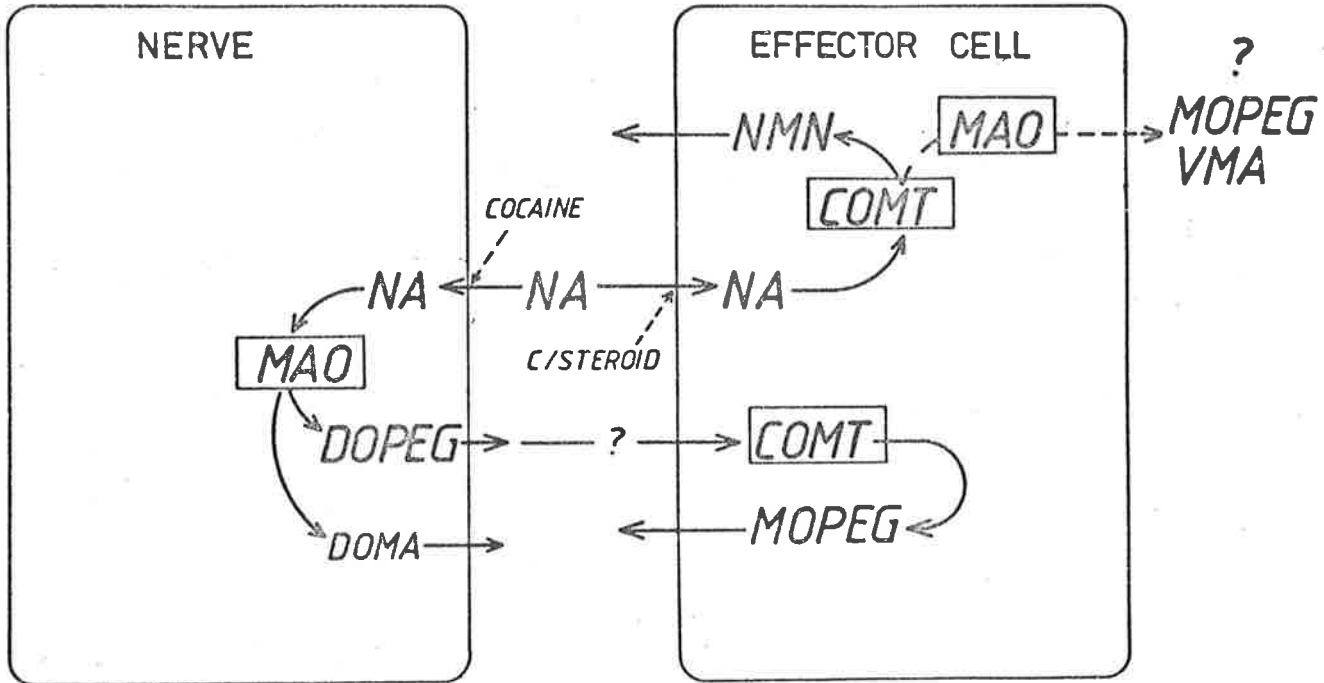 NERVE
EFFECTOR CELL
?
NMN
MAO
MOPEG
VMA
COMT
COCAINE
NA
NA
NA
C/STEROID
MAO
DOPEG
?
COMT
DOMA
MOPEG